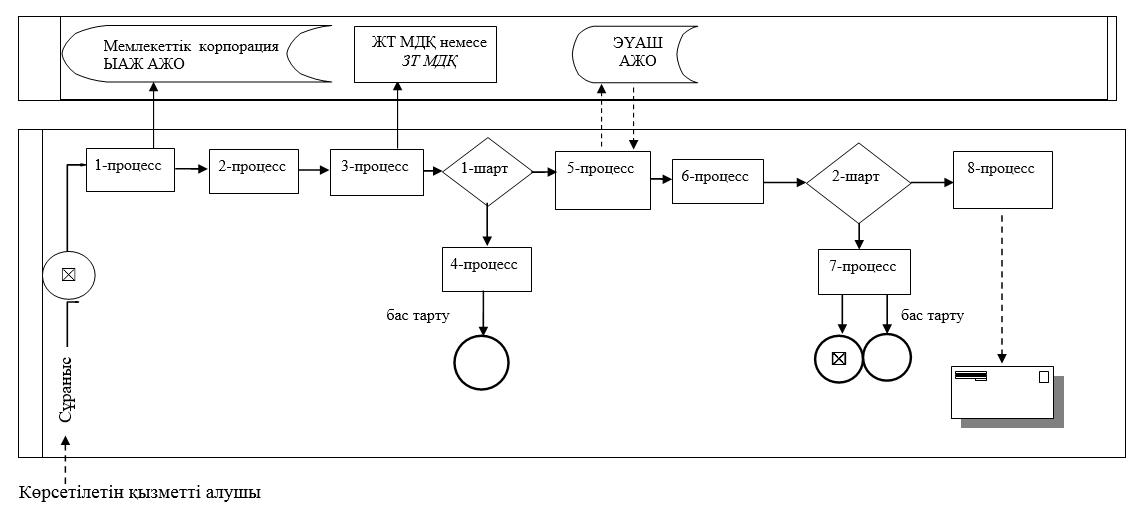 Мемлекеттік корпорация
ЫАЖ АЖО
ЖТ МДҚ немесе
ЗТ МДҚ
ЭҮАШ
АЖО
1-процесс
2-процесс
3-процесс
1-шарт
5-процесс
6-процесс
2-шарт
8-процесс
4-процесс
7-процесс
бас тарту
бас тарту
Сұраныс
Көрсетілетін қызметті алушы